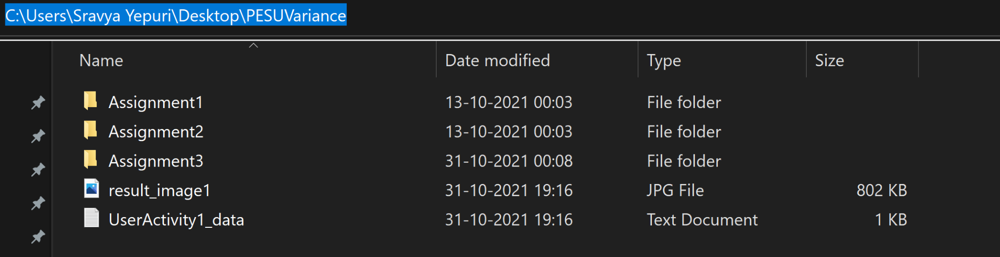 C:\Users\Sravya Yepuri\Desktop\PESUVariance
Name Date modified Type Size
Assignment1 13-10-2021 00:03 File folder
Assignment2 13-10-2021 00:03 File folder
Assignment3 31-10-2021 00:08 File folder
result_image1 31-10-2021 19:16 JPG File 802 KB
UserActivity1_data 31-10-2021 19:16 Text Document 1 KB